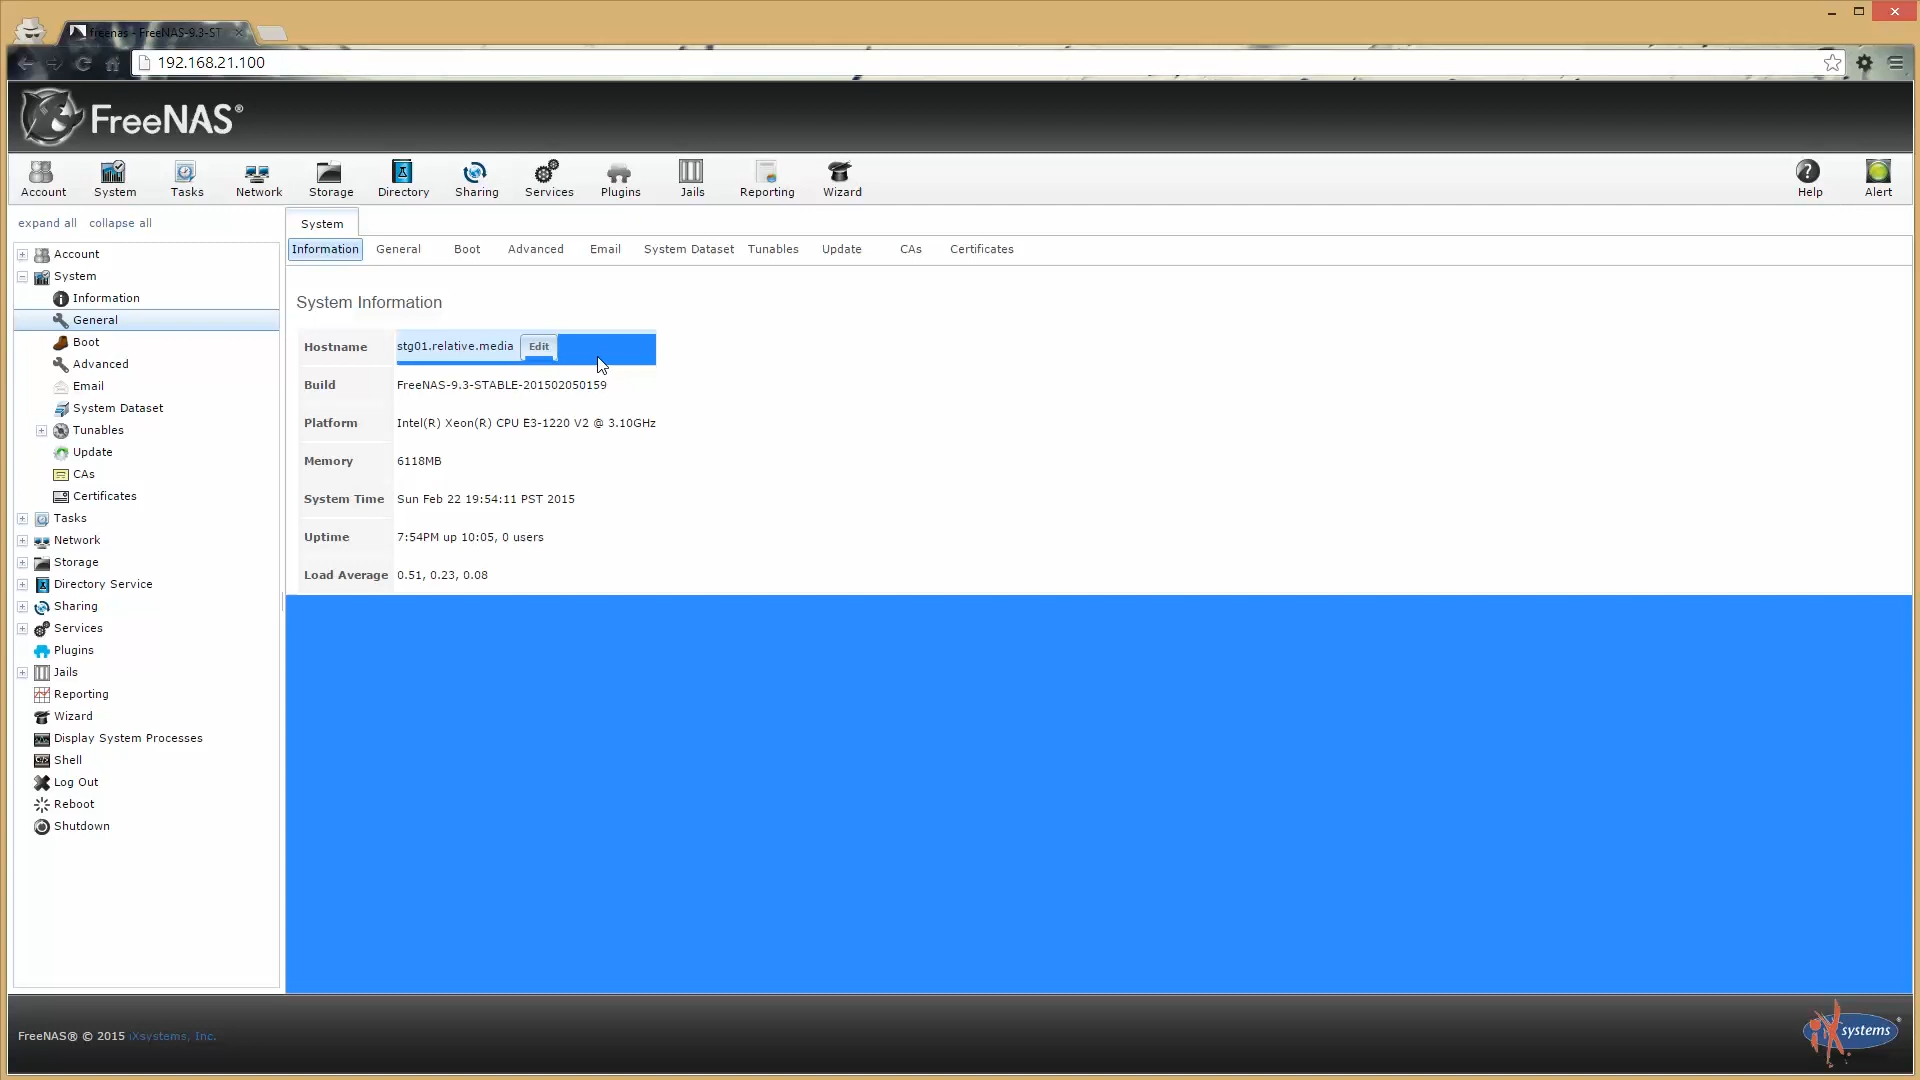 freenas - FreeNAS-9.3-ST
192.168.21.100
FreeNAS®
Account System Tasks Network Storage Directory Sharing Services Plugins Jails Reporting Wizard Help Alert
expand all collapse all
System
Information General Boot Advanced Email System Dataset Tunables Update CAs Certificates
Account
System
Information
General
Boot
Advanced
Email
System Dataset
Tunables
Update
CAs
Certificates
Tasks
Network
Storage
Directory Service
Sharing
Services
Plugins
Jails
Reporting
Wizard
Display System Processes
Shell
Log Out
Reboot
Shutdown
System Information
Hostname stg01.relative.media Edit
Build FreeNAS-9.3-STABLE-201502050159
Platform Intel(R) Xeon(R) CPU E3-1220 V2 @ 3.10GHz
Memory 6118MB
System Time Sun Feb 22 19:54:11 PST 2015
Uptime 7:54PM up 10:05, 0 users
Load Average 0.51, 0.23, 0.08
FreeNAS® © 2015 iXsystems, Inc.
iXsystems®